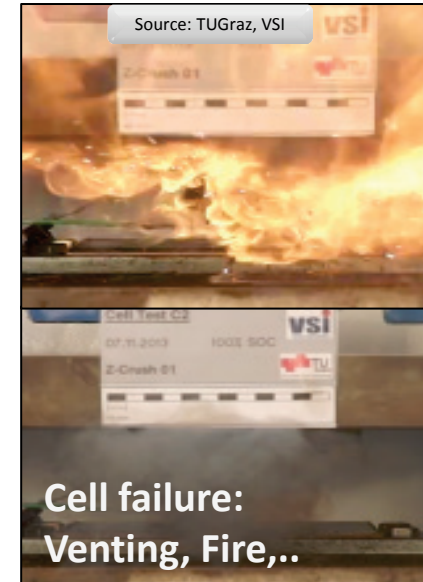 Source: TUGraz, VSI
vsi
Z-Crush 01
TU
Cell Test C2
vsi
07.11.2013 100% SOC
TU
Z-Crush 01
Cell failure:
Venting, Fire,..